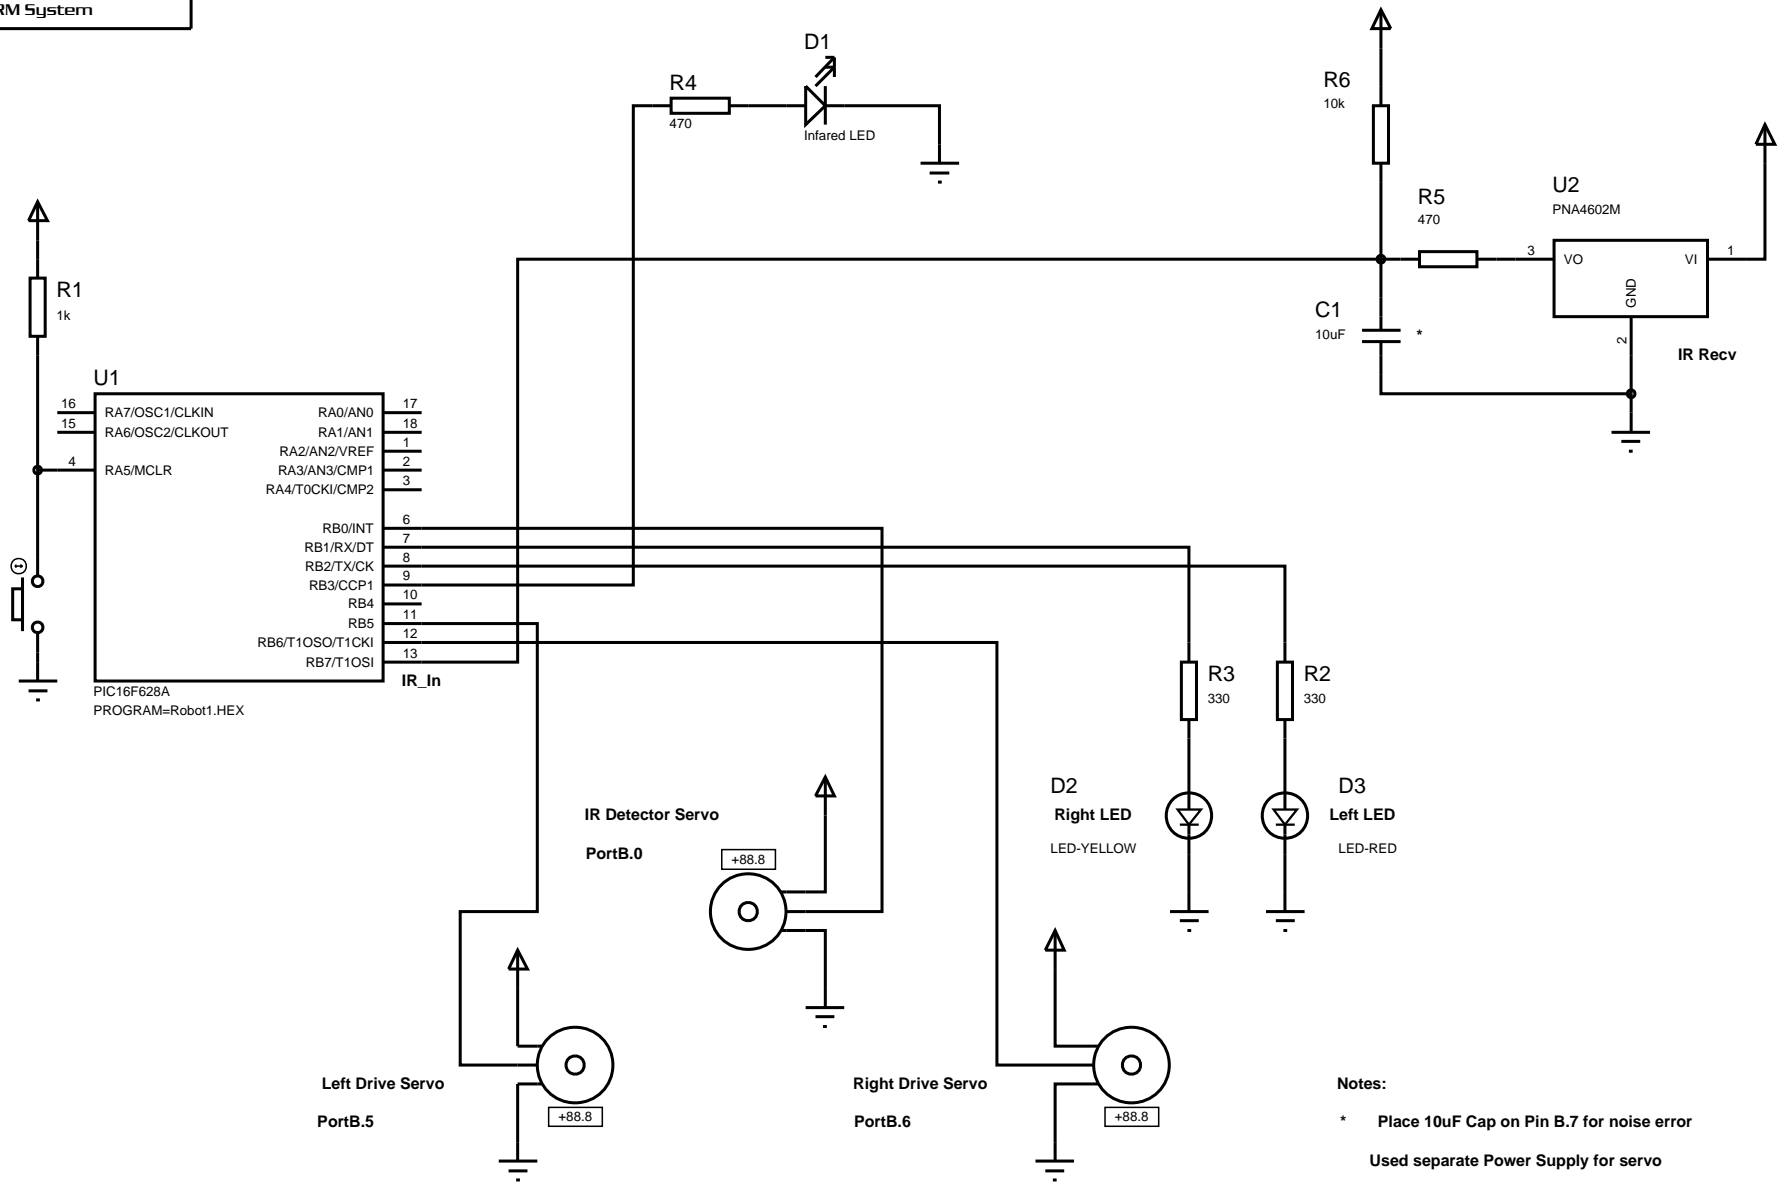 System
D1
R4
470
Infared LED
R6
10k
R5
470
U2
PNA4602M
3
VO
VI
1
GND
2
IR Recv
C1
10uF
*
R1
1k
U1
16
RA7/OSC1/CLKIN
15
RA6/OSC2/CLKOUT
4
RA5/MCLR
RA0/AN0
17
RA1/AN1
18
RA2/AN2/VREF
1
RA3/AN3/CMP1
2
RA4/T0CKI/CMP2
3
RB0/INT
6
RB1/RX/DT
7
RB2/TX/CK
8
RB3/CCP1
9
RB4
10
RB5
11
RB6/T1OSO/T1CKI
12
RB7/T1OSI
13
IR_In
PIC16F628A
PROGRAM=Robot1.HEX
R3
330
R2
330
D2
Right LED
LED-YELLOW
D3
Left LED
LED-RED
IR Detector Servo
PortB.0
+88.8
Left Drive Servo
PortB.5
+88.8
Right Drive Servo
PortB.6
+88.8
Notes:
* Place 10uF Cap on Pin B.7 for noise error
Used separate Power Supply for servo